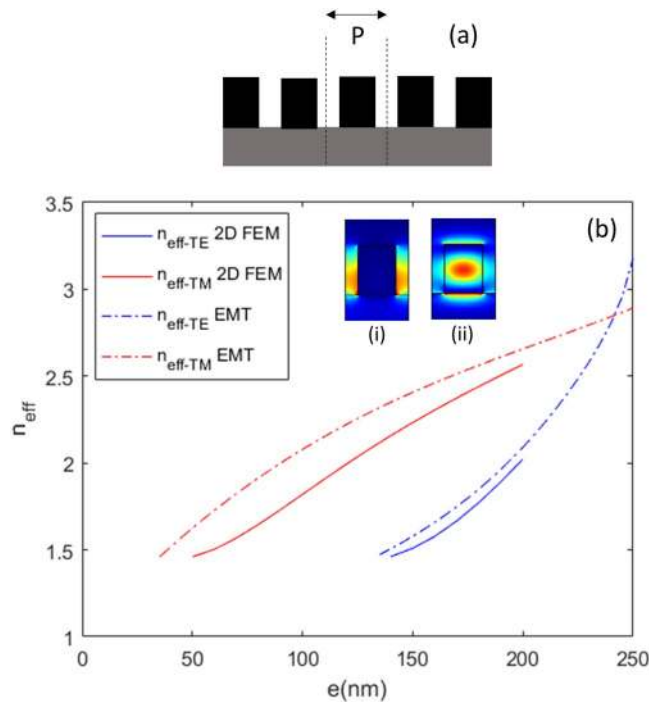 P
(a)
3.5
3
2.5
2
1.5
1
n_eff
n_eff-TE 2D FEM
n_eff-TM 2D FEM
n_eff-TE EMT
n_eff-TM EMT
(i)
(ii)
(b)
0
50
100
150
200
250
e(nm)